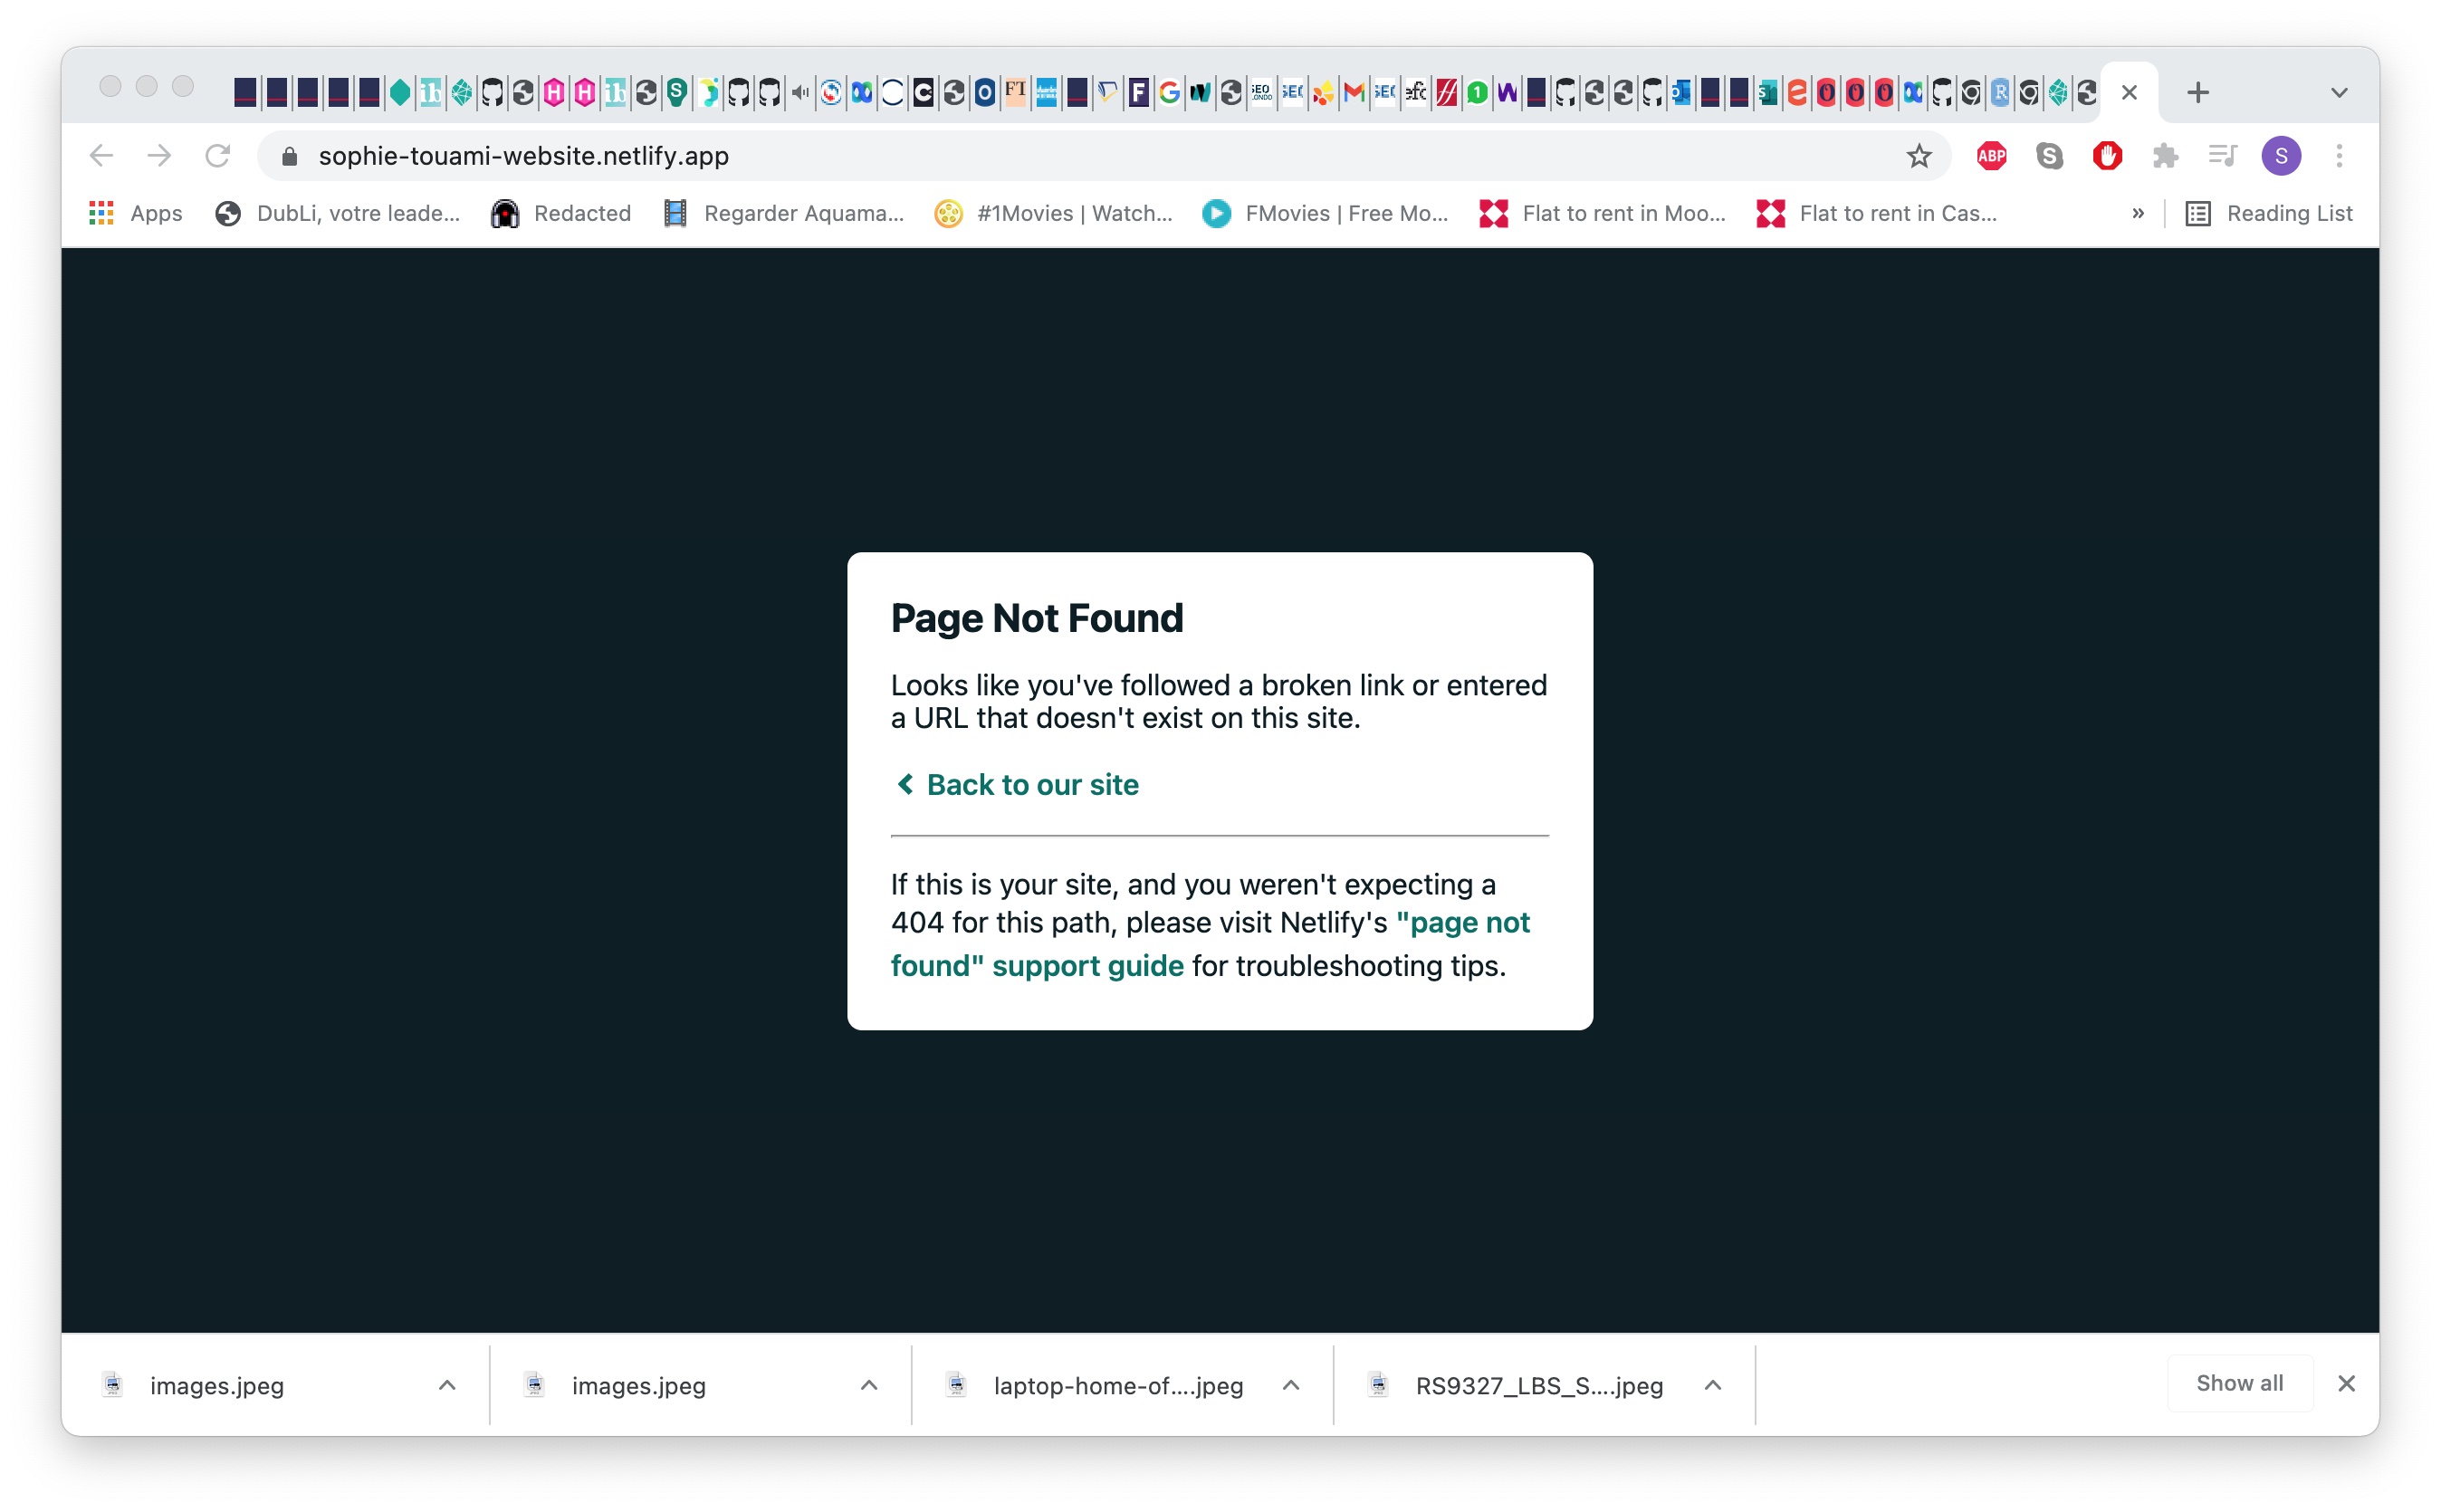 sophie-touami-website.netlify.app
ABP
S
S
Apps
DubLi, votre leade...
Redacted
Regarder Aquama...
#1Movies | Watch...
FMovies | Free Mo...
Flat to rent in Moo...
Flat to rent in Cas...
»
Reading List
Page Not Found
Looks like you've followed a broken link or entered
a URL that doesn't exist on this site.
Back to our site
If this is your site, and you weren't expecting a
404 for this path, please visit Netlify's "page not
found" support guide for troubleshooting tips.
images.jpeg
images.jpeg
laptop-home-of....jpeg
RS9327_LBS_S....jpeg
Show all